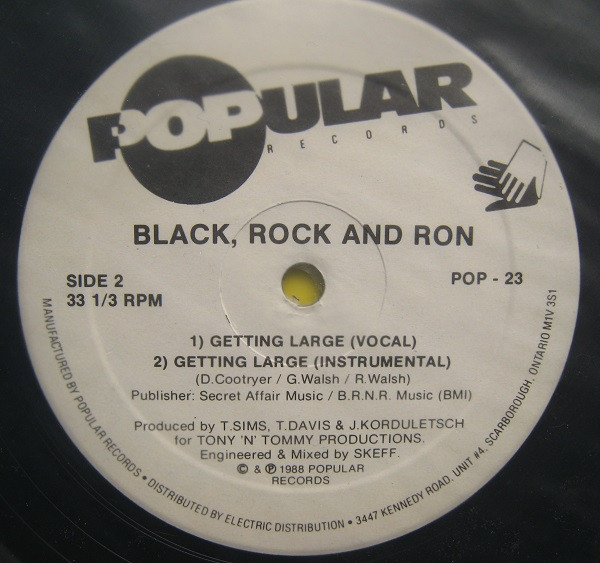 POPULAR
RECORDS
BLACK, ROCK AND RON
SIDE 2
33 1/3 RPM
POP - 23
1) GETTING LARGE (VOCAL)
2) GETTING LARGE (INSTRUMENTAL)
(D.Cootryer / G.Walsh / R.Walsh)
Publisher: Secret Affair Music / B.R.N.R. Music (BMI)
Produced by T.SIMS, T.DAVIS & J.KORDULETSCH
for TONY 'N' TOMMY PRODUCTIONS.
Engineered & Mixed by SKEFF.
© & ℗ 1988 POPULAR
RECORDS
MANUFACTURED BY POPULAR RECORDS • DISTRIBUTED BY ELECTRIC DISTRIBUTION • 3447 KENNEDY ROAD, UNIT #4, SCARBOROUGH, ONTARIO M1V 3S1